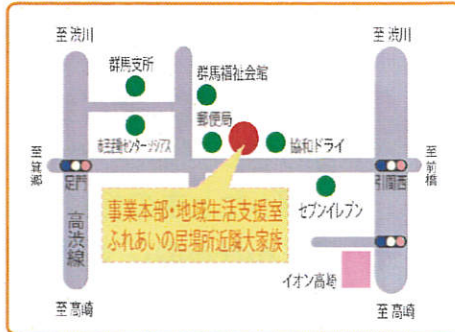 至 渋川
至 渋川
群馬支所
群馬福祉会館
郵便局
協和ドライ
至箕郷
足門
引間西
至前橋
高渋線
事業本部・地域生活支援室
ふれあいの居場所近隣大家族
セブンイレブン
イオン高崎
至 高崎
至 高崎